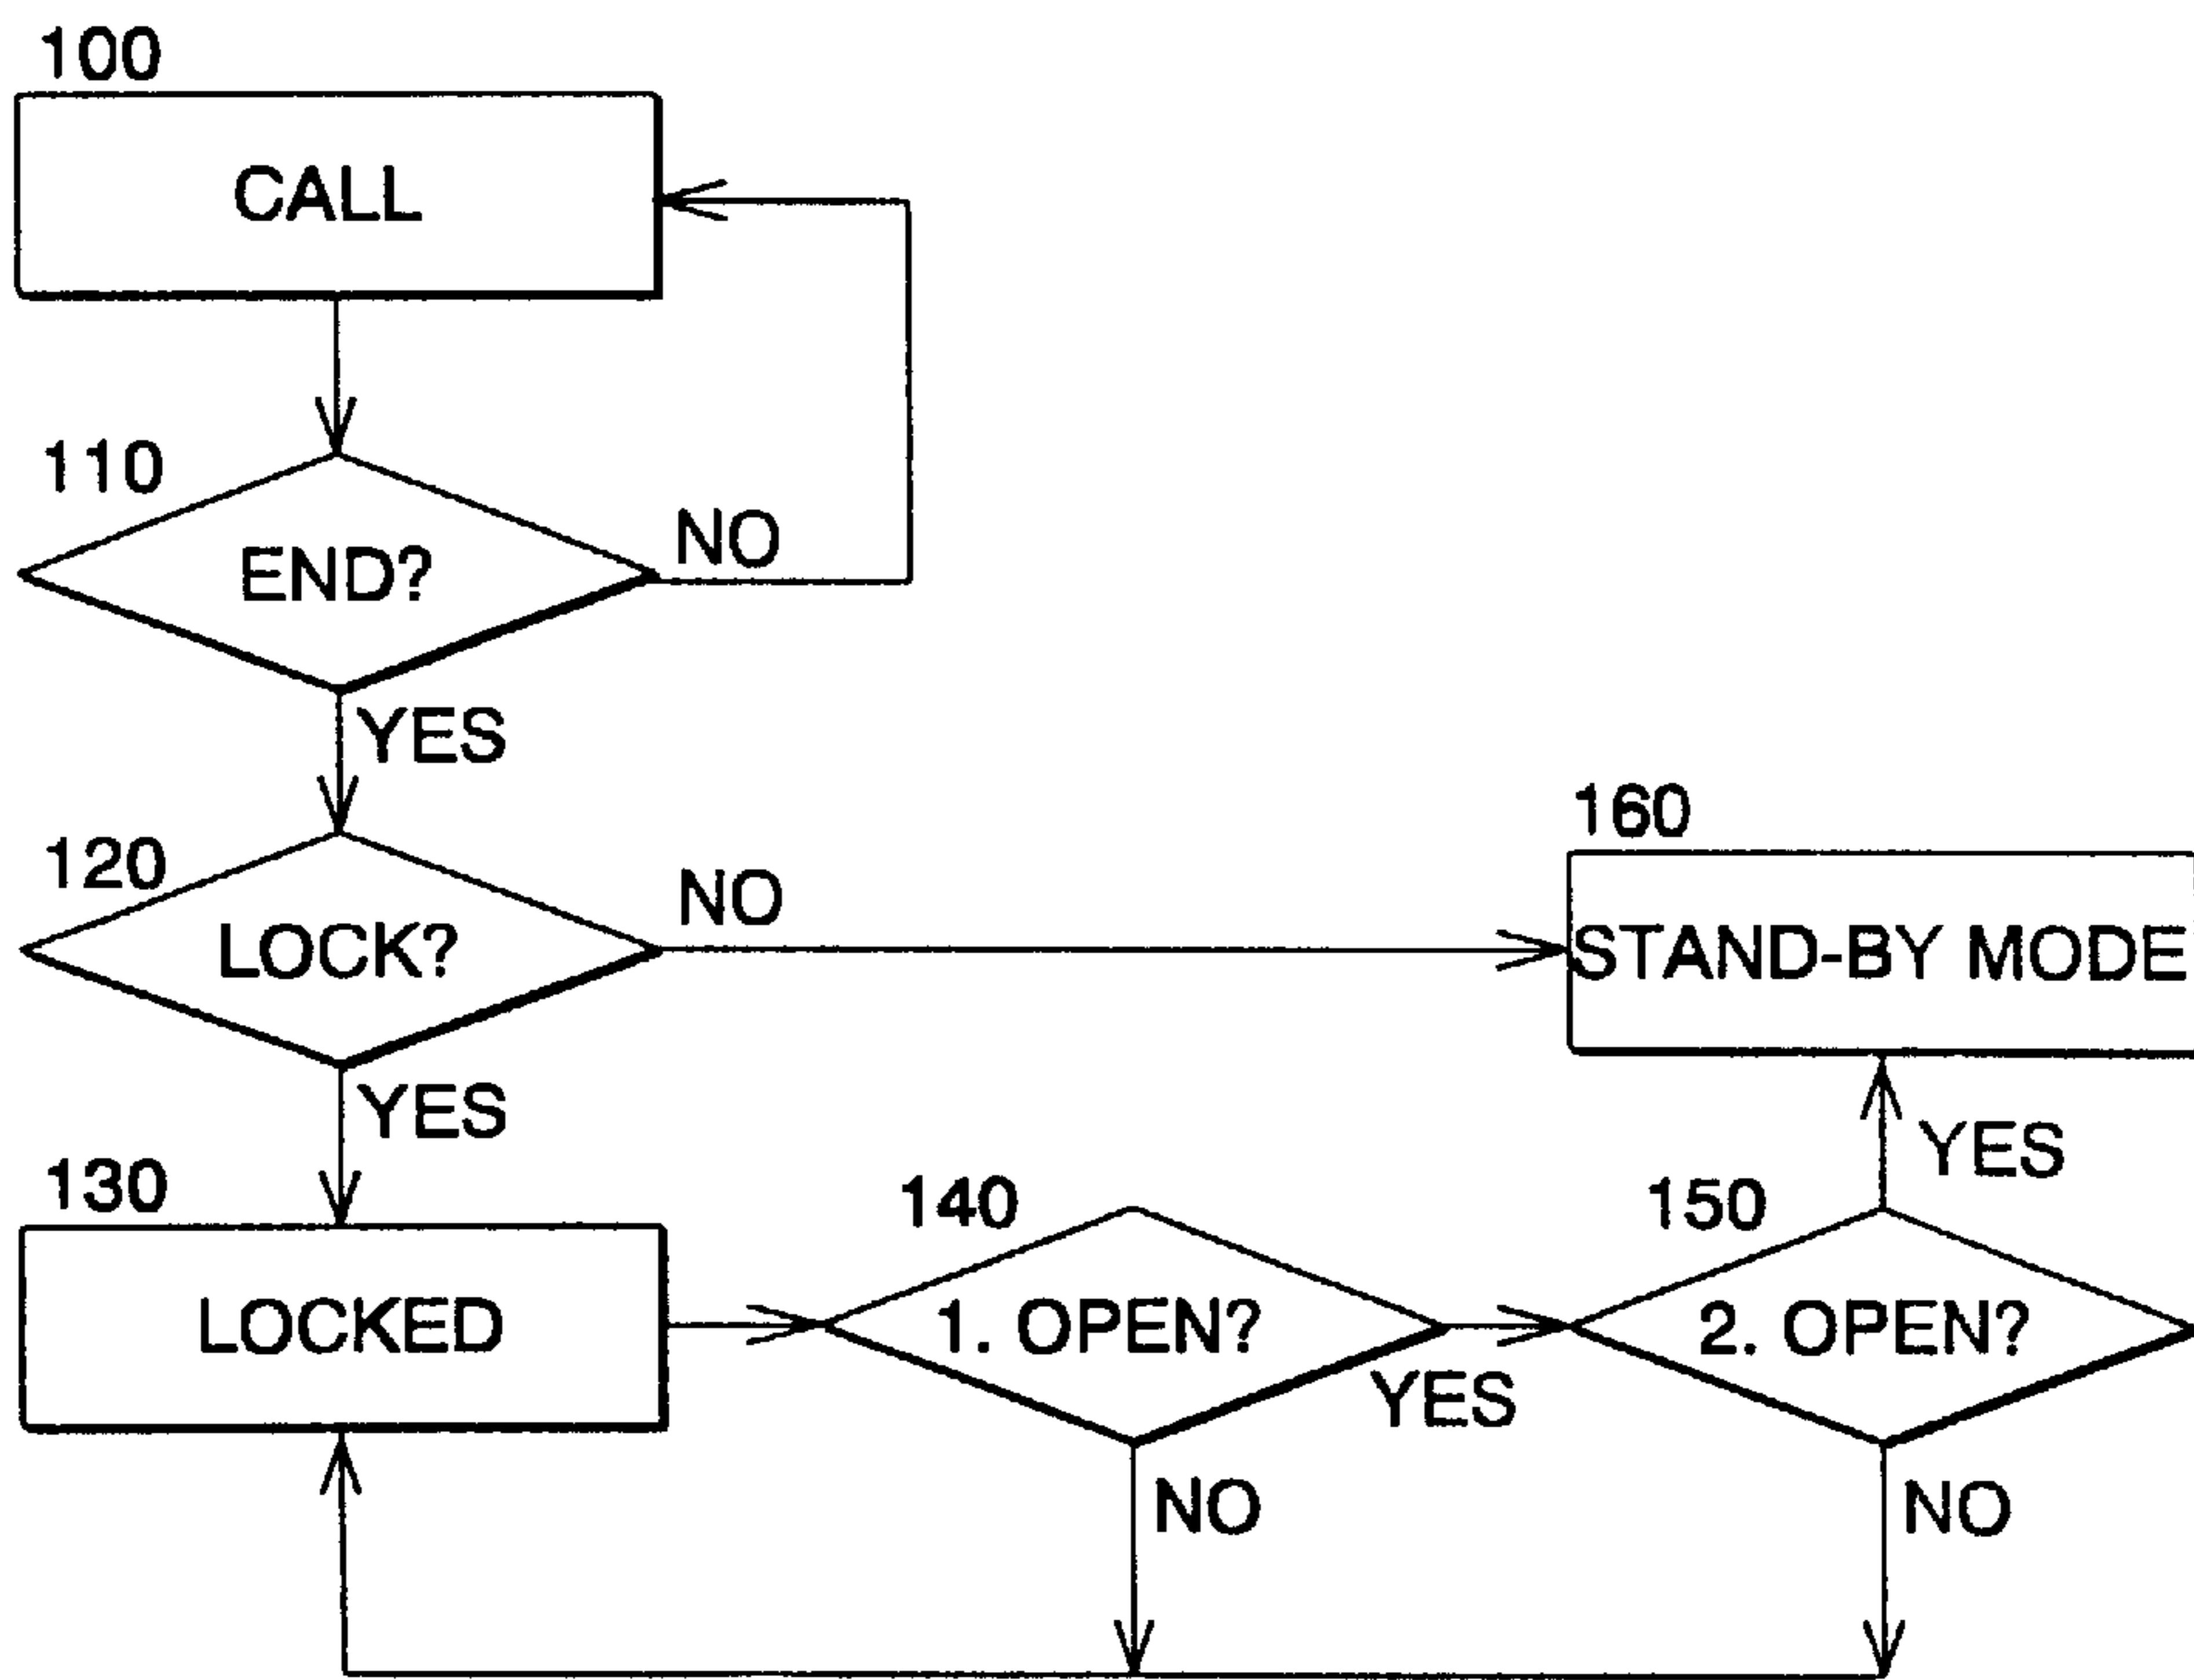 100
CALL
110
END?
NO
YES
120
LOCK?
NO
160
STAND-BY MODE
YES
130
LOCKED
140
1. OPEN?
YES
NO
150
2. OPEN?
YES
NO